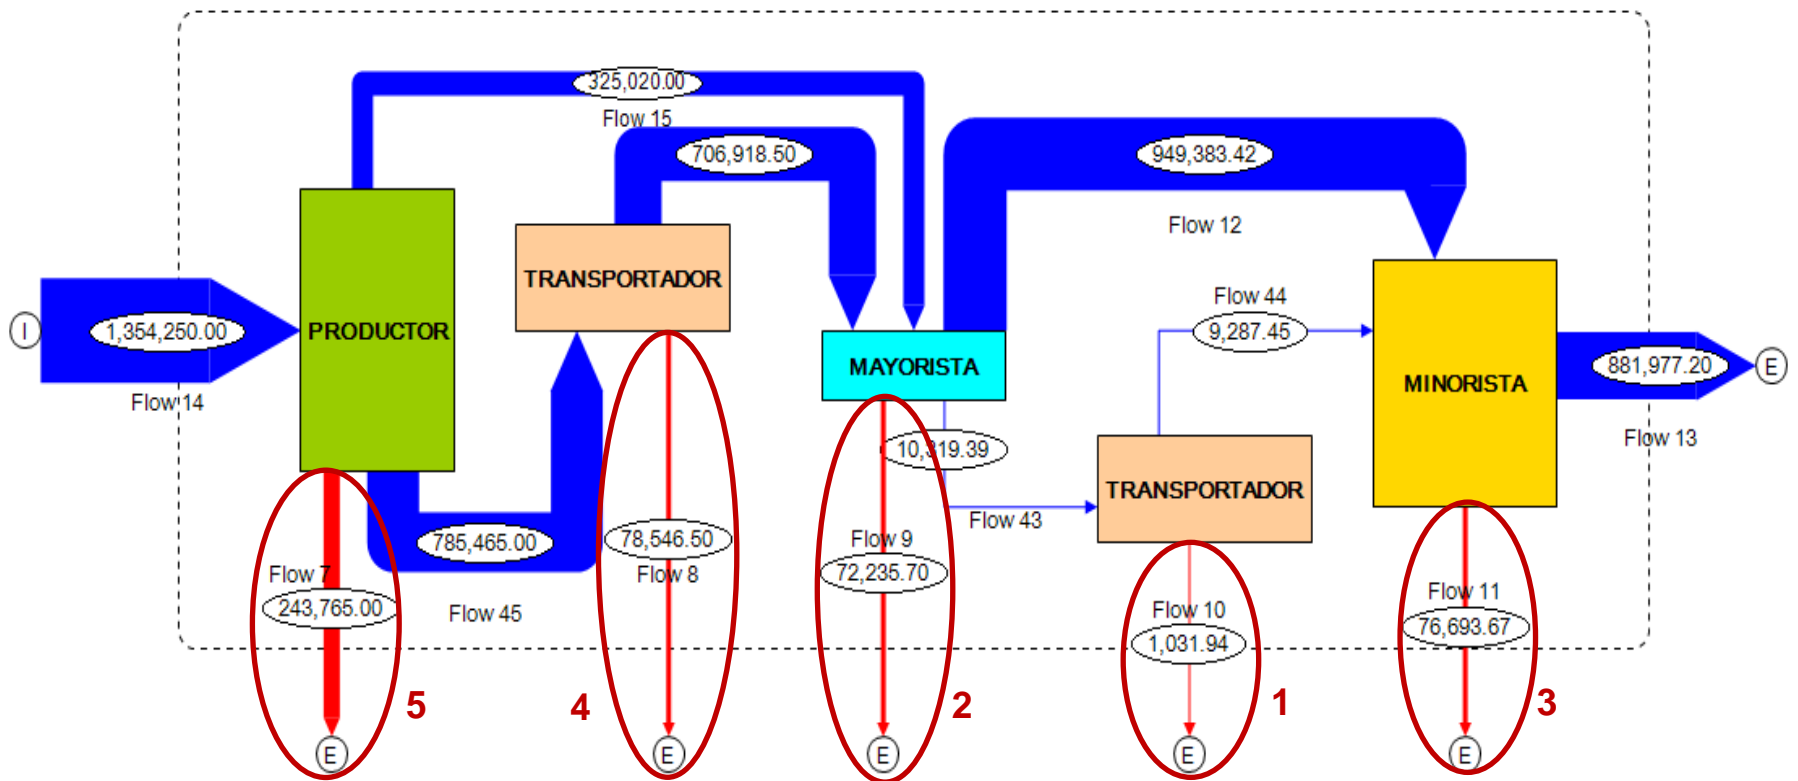 325,020.00
Flow 15
706,918.50
949,383.42
Flow 12
TRANSPORTADOR
Flow 44
9,287.45
I
1,354,250.00
Flow 14
PRODUCTOR
MAYORISTA
MINORISTA
881,977.20
E
Flow 13
10,319.39
TRANSPORTADOR
Flow 43
785,465.00
Flow 45
78,546.50
Flow 8
Flow 9
72,235.70
Flow 7
243,765.00
Flow 10
1,031.94
Flow 11
76,693.67
5
4
2
1
3
E
E
E
E
E